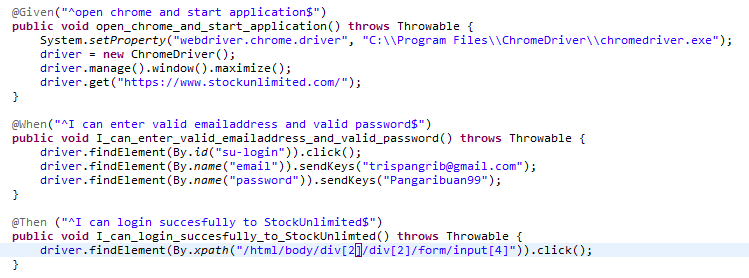 @Given("^open chrome and start application$")
public void open_chrome_and_start_application() throws Throwable {
System.setProperty("webdriver.chrome.driver", "C:\\Program Files\\ChromeDriver\\chromedriver.exe");
driver = new ChromeDriver();
driver.manage().window().maximize();
driver.get("https://www.stockunlimited.com/");
}
@When("^I can enter valid emailaddress and valid password$")
public void I_can_enter_valid_emailaddress_and_valid_password() throws Throwable {
driver.findElement(By.id("su-login")).click();
driver.findElement(By.name("email")).sendKeys("trispangrib@gmail.com");
driver.findElement(By.name("password")).sendKeys("Pangaribuan99");
}
@Then ("^I can login succesfully to StockUnlimited$")
public void I_can_login_succesfully_to_StockUnlimted() throws Throwable {
driver.findElement(By.xpath("/html/body/div[2]/div[2]/form/input[4]")).click();
}